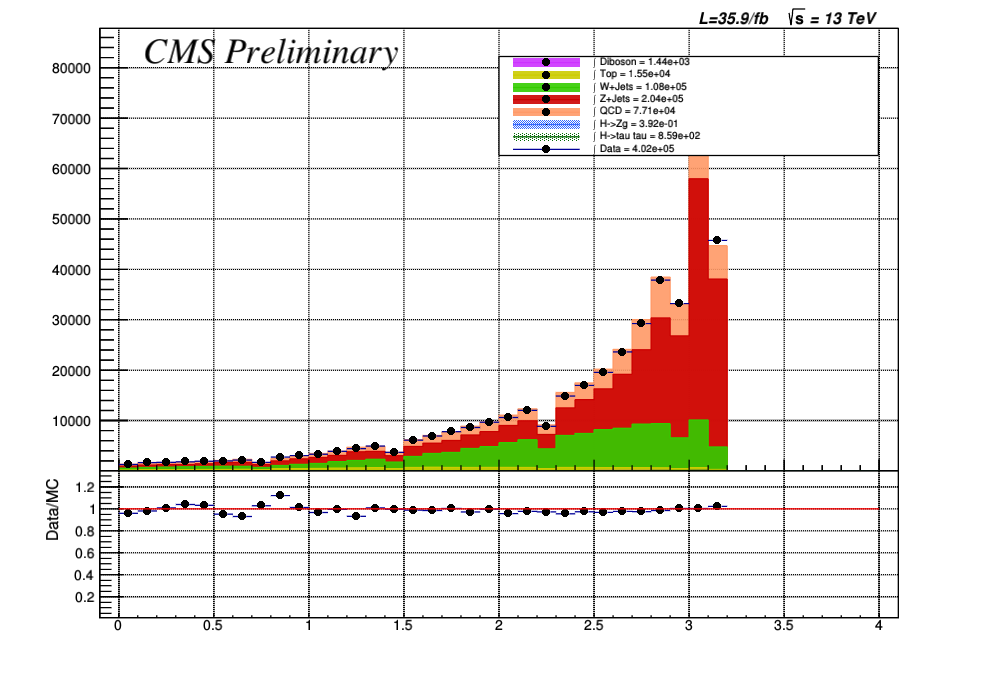 L=35.9/fb √s = 13 TeV
CMS Preliminary
∫ Diboson = 1.44e+03
∫ Top = 1.55e+04
∫ W+Jets = 1.08e+05
∫ Z+Jets = 2.04e+05
∫ QCD = 7.71e+04
∫ H->Zg = 3.92e-01
∫ H->tau tau = 8.59e+02
∫ Data = 4.02e+05
80000
70000
60000
50000
40000
30000
20000
10000
Data/MC
1.2
1
0.8
0.6
0.4
0.2
0 0.5 1 1.5 2 2.5 3 3.5 4